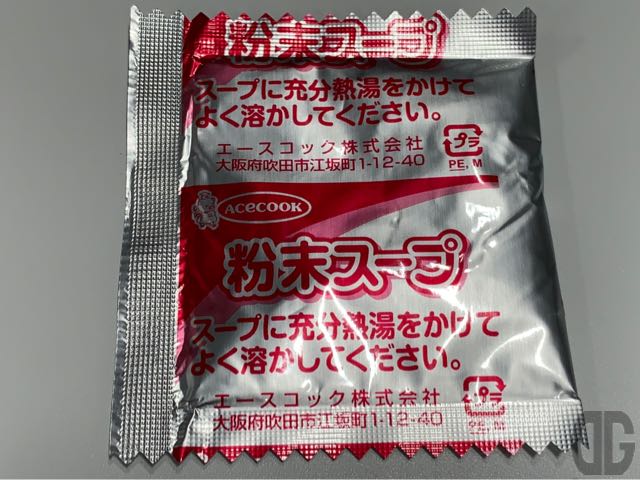 粉末スープ
スープに充分熱湯をかけて
よく溶かしてください。
エースコック株式会社
大阪府吹田市江坂町1-12-40
プラ
PE, M
ACECOOK
粉末スープ
スープに充分熱湯をかけて
よく溶かしてください。
エースコック株式会社
大阪府吹田市江坂町1-12-40
プラ
DG